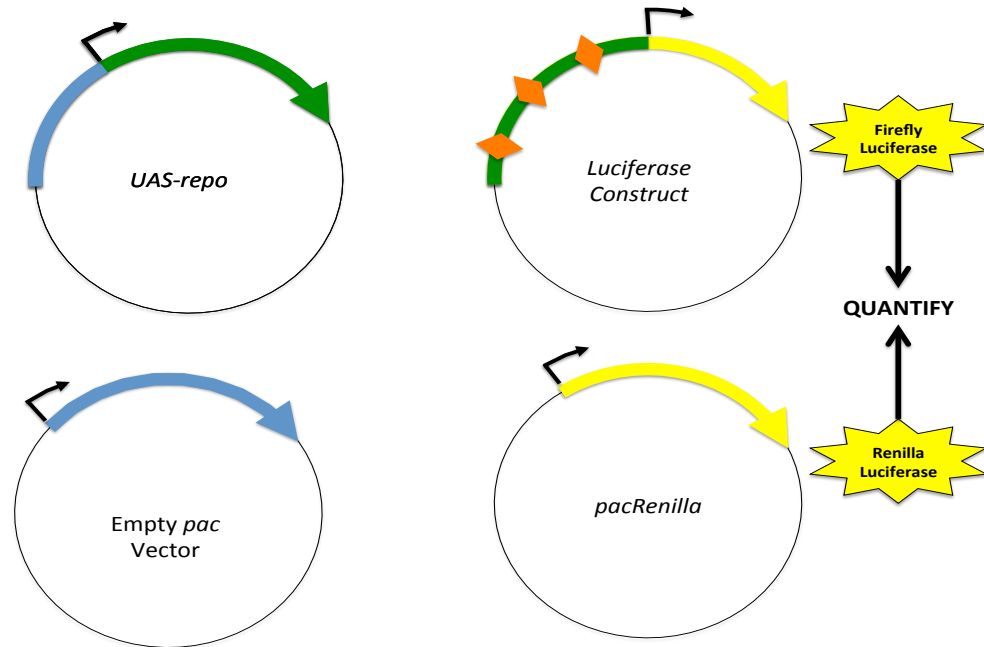 UAS-repo
Luciferase
Construct
Firefly
Luciferase
QUANTIFY
Empty pac
Vector
pacRenilla
Renilla
Luciferase